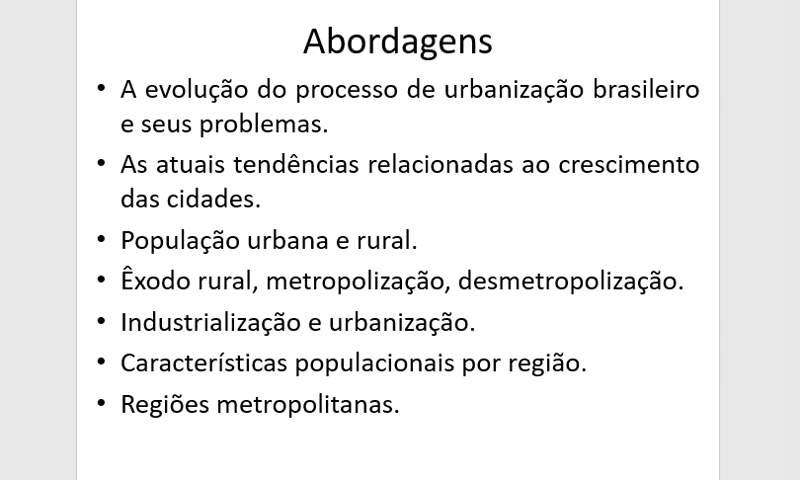 Abordagens
• A evolução do processo de urbanização brasileiro
e seus problemas.
• As atuais tendências relacionadas ao crescimento
das cidades.
• População urbana e rural.
• Êxodo rural, metropolização, desmetropolização.
• Industrialização e urbanização.
• Características populacionais por região.
• Regiões metropolitanas.